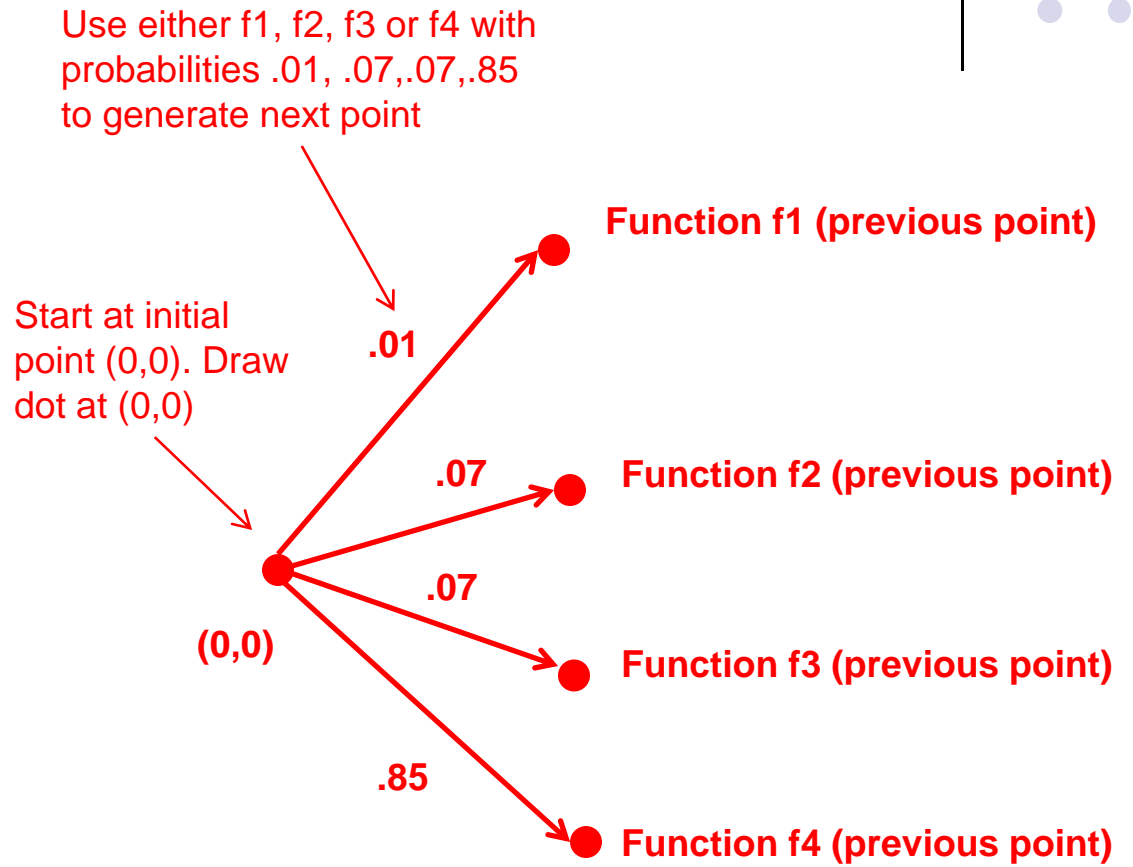 Use either f1, f2, f3 or f4 with
probabilities .01, .07,.07,.85
to generate next point
Function f1 (previous point)
Start at initial
point (0,0). Draw
dot at (0,0)
.01
.07
Function f2 (previous point)
.07
(0,0)
Function f3 (previous point)
.85
Function f4 (previous point)